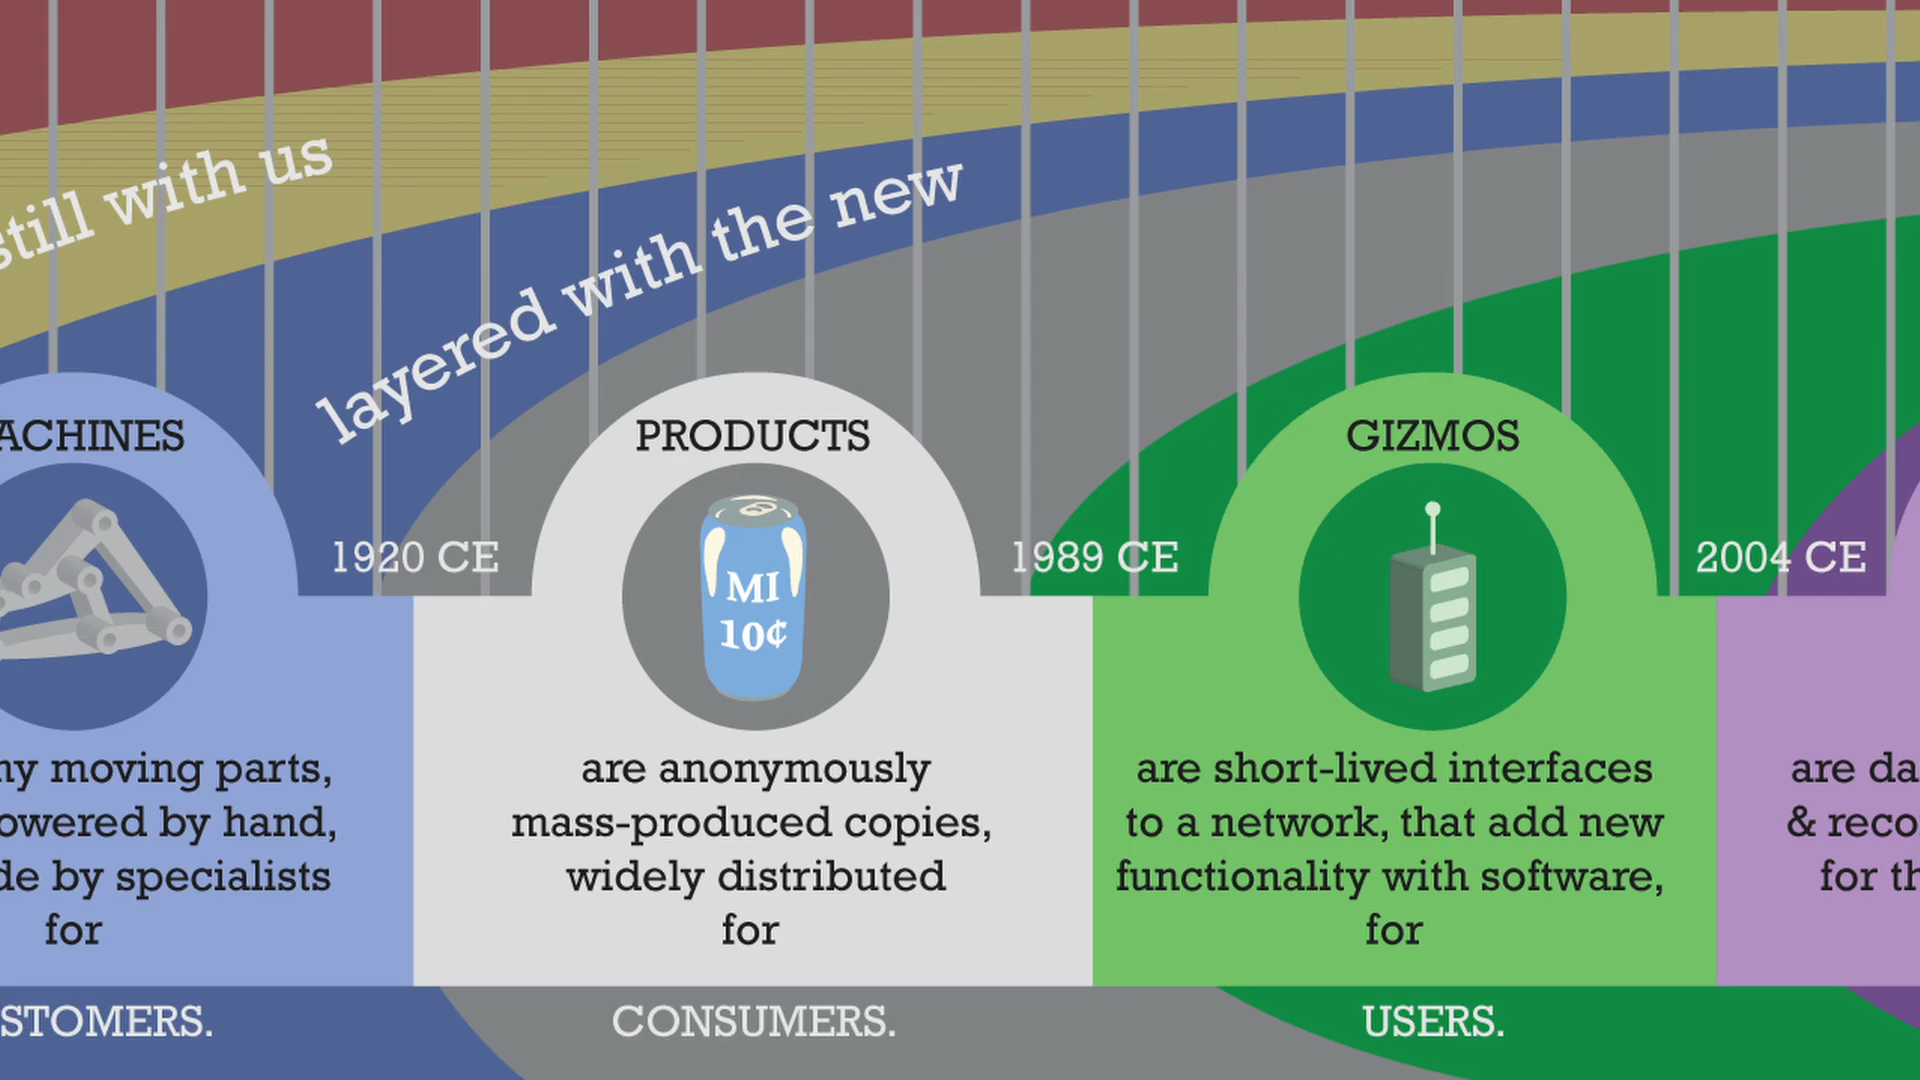 still with us
layered with the new
ACHINES
PRODUCTS
GIZMOS
1920 CE
1989 CE
2004 CE
MI
10¢
ny moving parts,
owered by hand,
de by specialists
for
are anonymously
mass-produced copies,
widely distributed
for
are short-lived interfaces
to a network, that add new
functionality with software,
for
are da
& reco
for th
STOMERS.
CONSUMERS.
USERS.